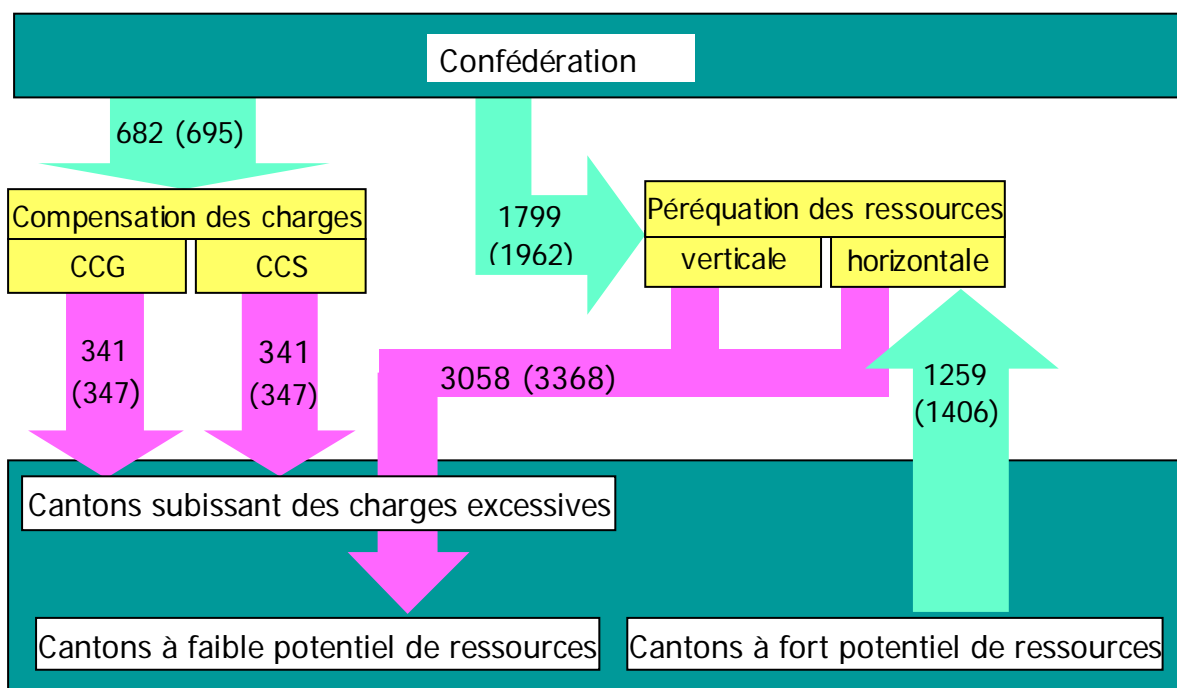 Confédération
682 (695)
Compensation des charges
CCG
CCS
1799
(1962)
Péréquation des ressources
verticale
horizontale
341
(347)
341
(347)
3058 (3368)
1259
(1406)
Cantons subissant des charges excessives
Cantons à faible potentiel de ressources
Cantons à fort potentiel de ressources